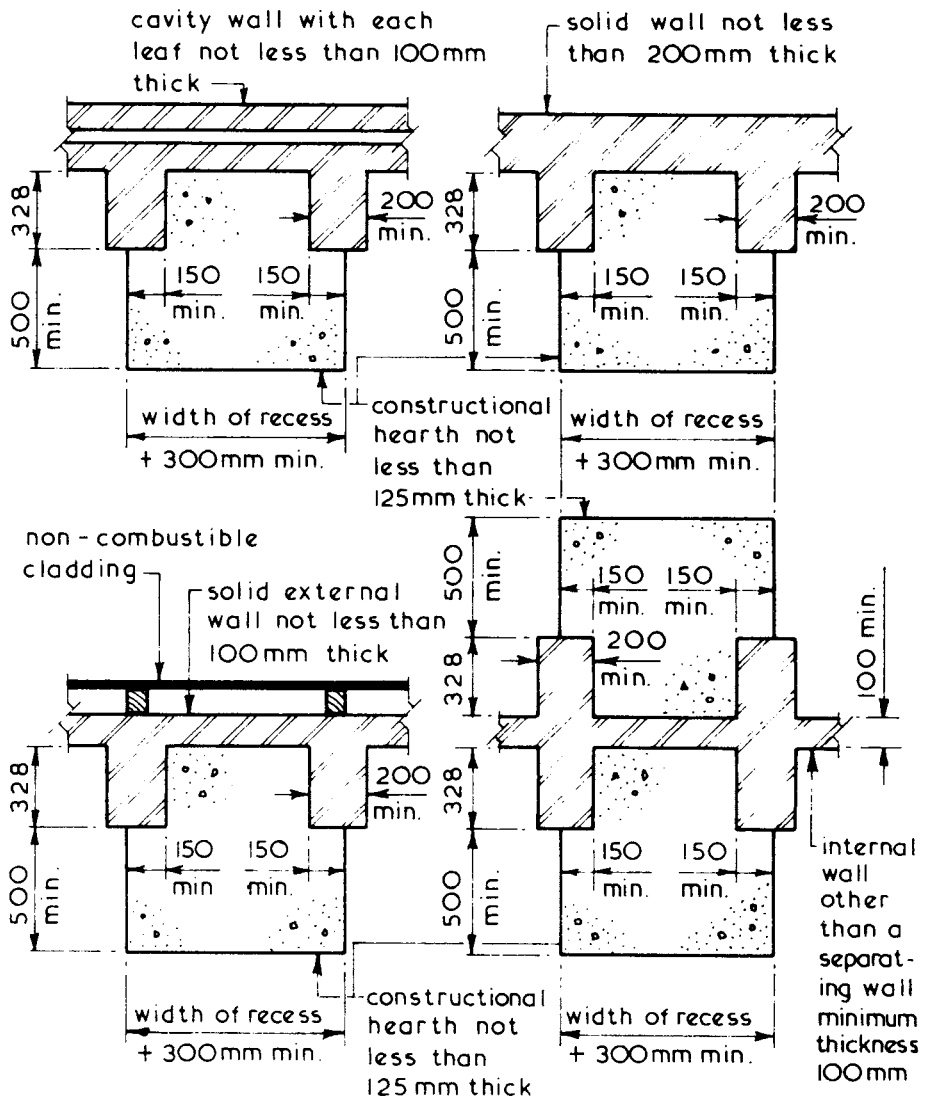 cavity wall with each
leaf not less than 100mm
thick
solid wall not less
than 200mm thick
328
200
min.
500
min.
150
min.
150
min.
328
200
min.
500
min.
150
min.
150
min.
width of recess
+ 300mm min.
constructional
hearth not
less than
125mm thick
width of recess
+ 300mm min.
non-combustible
cladding
solid external
wall not less than
100mm thick
500
min.
150
min.
150
min.
328
200
min.
100 min.
328
200
min.
500
min.
150
min
150
min.
328
500
min.
150
min.
150
min.
internal
wall
other
than a
separat-
ing wall
minimum
thickness
100mm
width of recess
+ 300mm min.
constructional
hearth not
less than
125mm thick
width of recess
+ 300mm min.